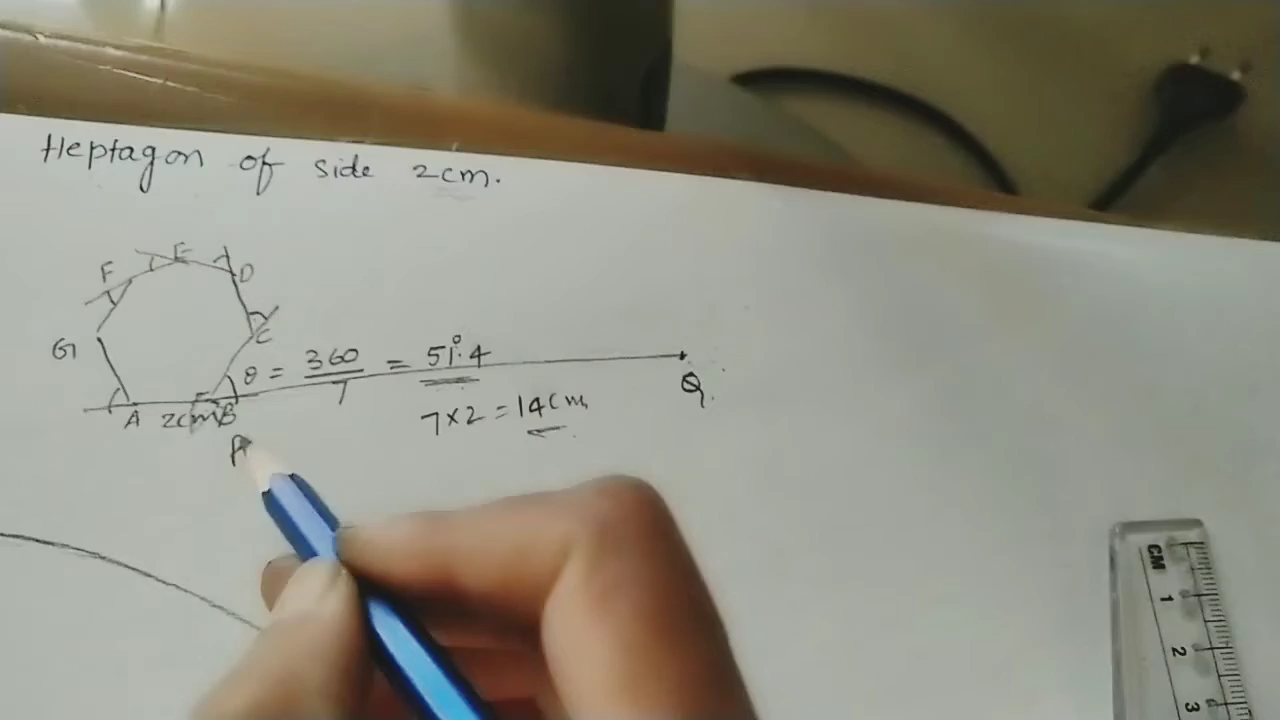 Heptagon of side 2cm.
E
F
D
C
G
θ = 360/7 = 51.4°
A 2cm B
Q
7×2 = 14cm
P
CM
1
2
3